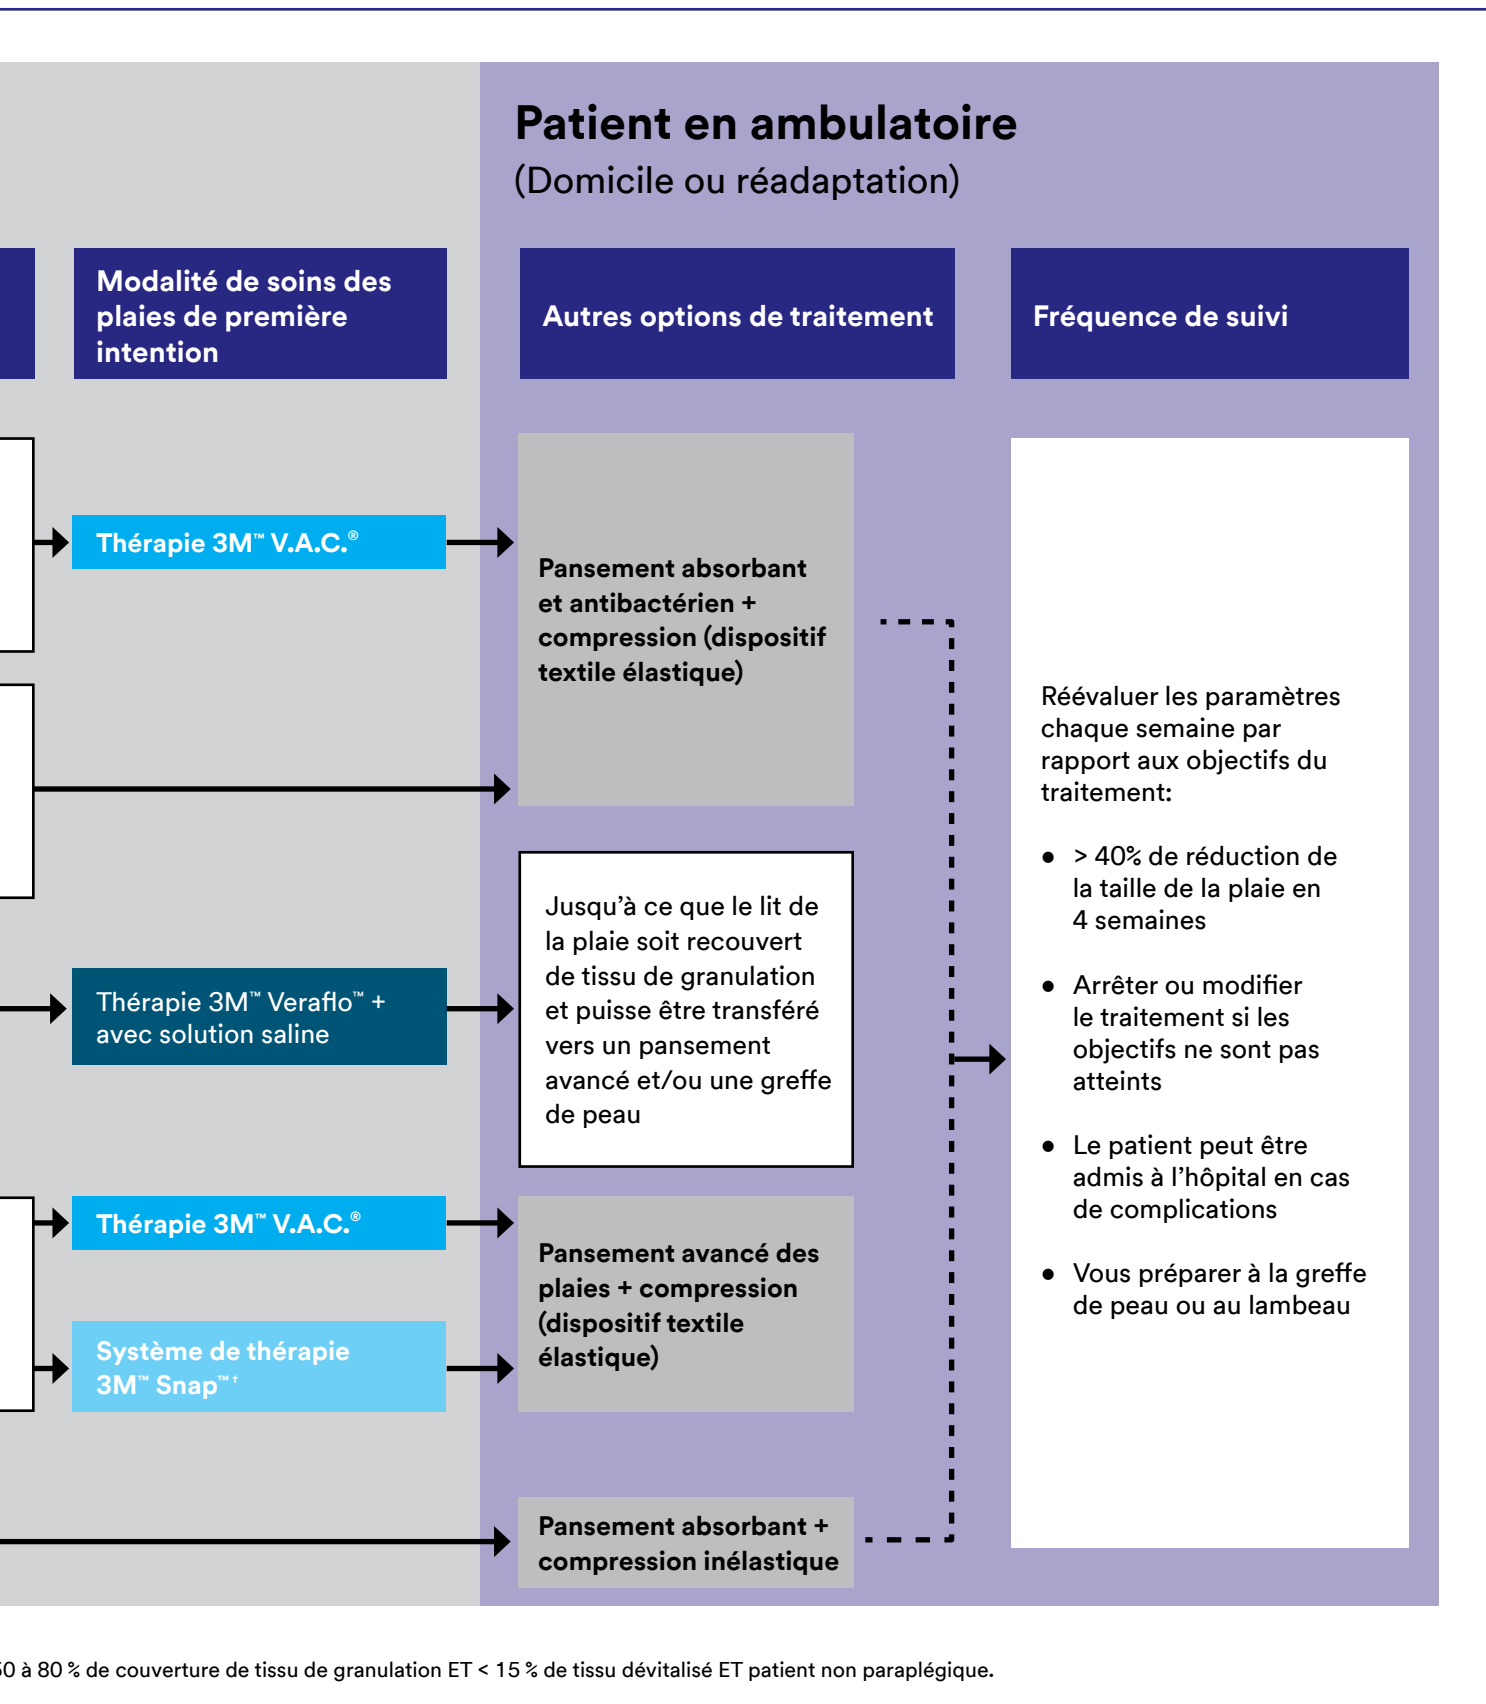 Patient en ambulatoire
(Domicile ou réadaptation)
Modalité de soins des
plaies de première
intention
Autres options de traitement
Fréquence de suivi
Thérapie 3M™ V.A.C.®
Pansement absorbant
et antibactérien +
compression (dispositif
textile élastique)
Jusqu’à ce que le lit de
la plaie soit recouvert
de tissu de granulation
et puisse être transféré
vers un pansement
avancé et/ou une greffe
de peau
Thérapie 3M™ Veraflo™ +
avec solution saline
Thérapie 3M™ V.A.C.®
Système de thérapie
3M™ Snap™ †
Pansement avancé des
plaies + compression
(dispositif textile
élastique)
Pansement absorbant +
compression inélastique
Réévaluer les paramètres
chaque semaine par
rapport aux objectifs du
traitement:
• > 40% de réduction de
la taille de la plaie en
4 semaines
• Arrêter ou modifier
le traitement si les
objectifs ne sont pas
atteints
• Le patient peut être
admis à l’hôpital en cas
de complications
• Vous préparer à la greffe
de peau ou au lambeau
à 80 % de couverture de tissu de granulation ET < 15 % de tissu dévitalisé ET patient non paraplégique.